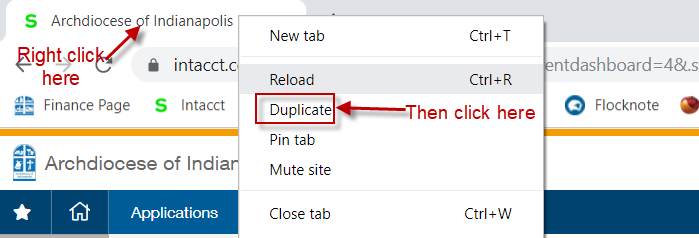 Archdiocese of Indianapolis
Right click
here
New tab Ctrl+T
intacct.c
entdashboard=4&.s
Reload Ctrl+R
Finance Page S Intacct
Duplicate
Then click here
Flocknote
Pin tab
Archdiocese of Indian
Mute site
Applications
Close tab Ctrl+W